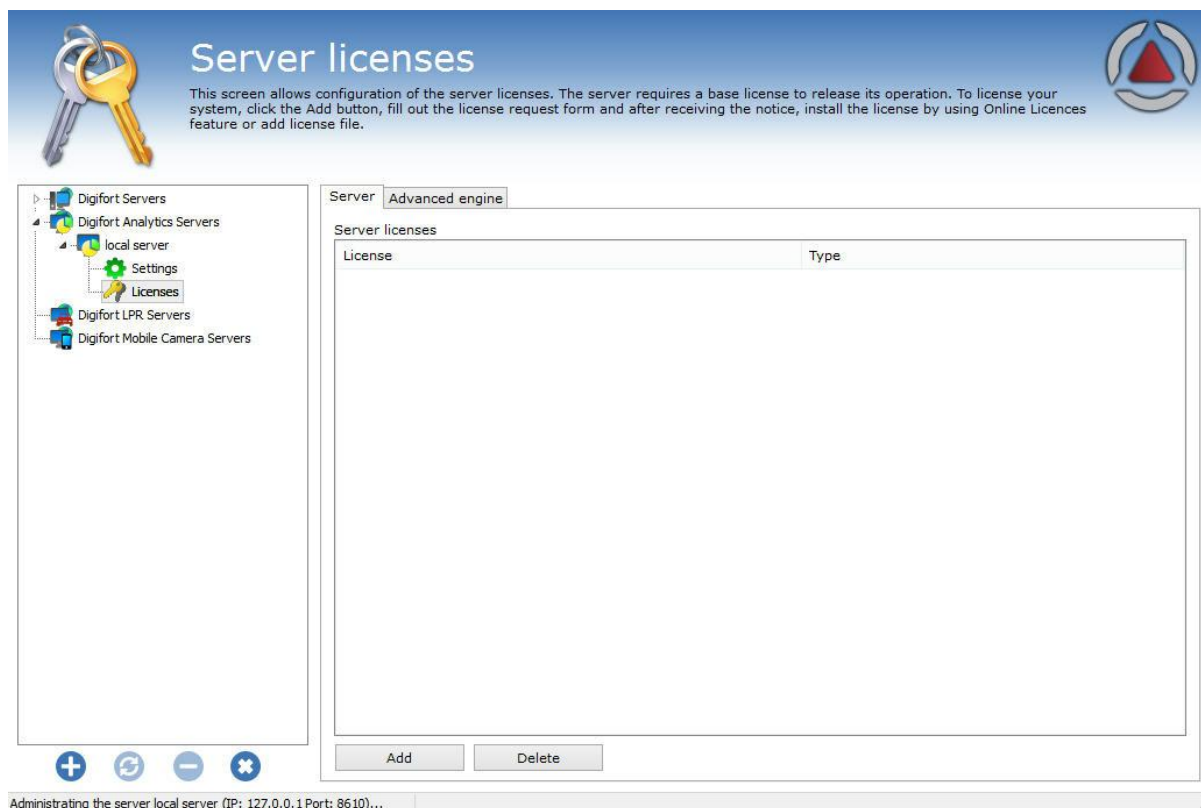 Server licenses
This screen allows configuration of the server licenses. The server requires a base license to release its operation. To license your
system, click the Add button, fill out the license request form and after receiving the notice, install the license by using Online Licences
feature or add license file.
Digifort Servers
Digifort Analytics Servers
local server
Settings
Licenses
Digifort LPR Servers
Digifort Mobile Camera Servers
Server
Advanced engine
Server licenses
License
Type
Add
Delete
Administrating the server local server (IP: 127.0.0.1 Port: 8610)...